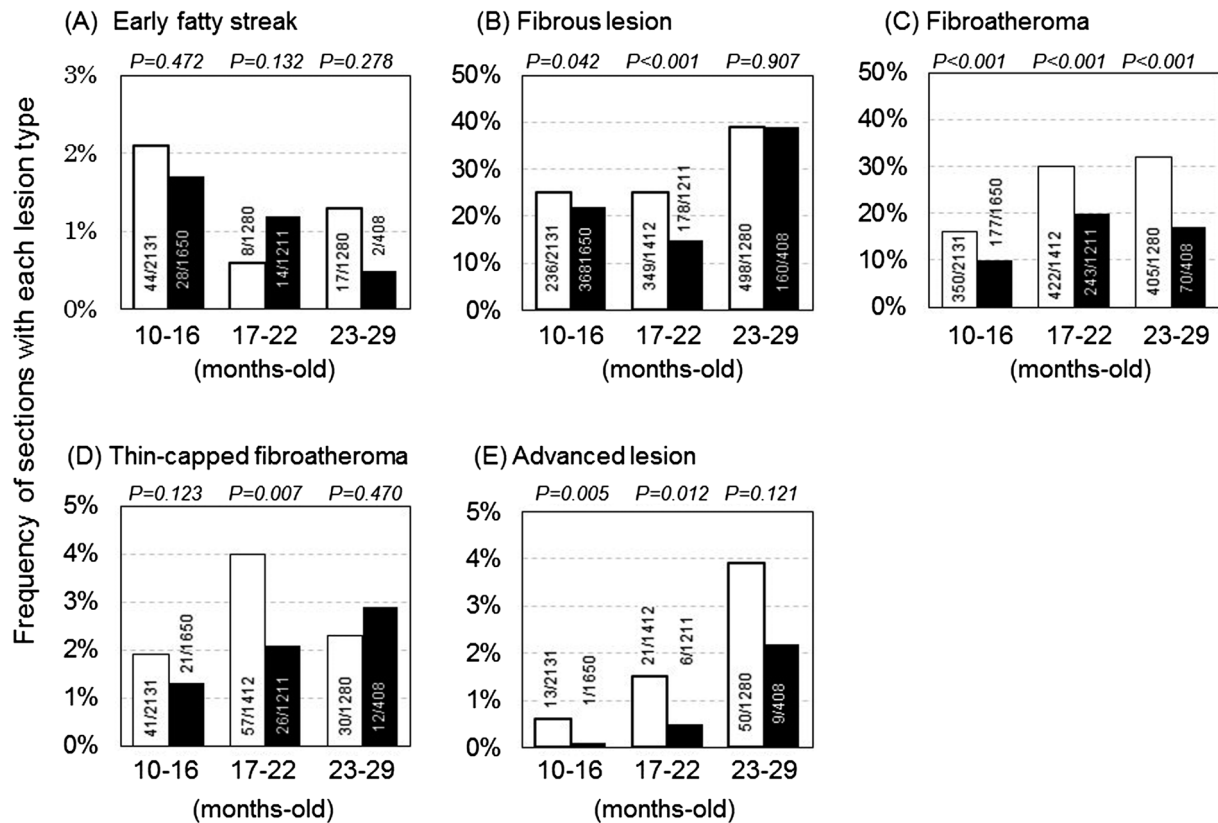 Frequency of sections with each lesion type
(A) Early fatty streak
P=0.472 P=0.132 P=0.278
3%
2%
1%
0%
44/2131
28/1650
8/1280
14/1211
17/1280
2/408
10-16 17-22 23-29
(months-old)
(B) Fibrous lesion
P=0.042 P<0.001 P=0.907
50%
40%
30%
20%
10%
0%
236/2131
3681650
349/1412
178/1211
498/1280
160/408
10-16 17-22 23-29
(months-old)
(C) Fibroatheroma
P<0.001 P<0.001 P<0.001
50%
40%
30%
20%
10%
0%
350/2131
177/1650
422/1412
243/1211
405/1280
70/408
10-16 17-22 23-29
(months-old)
(D) Thin-capped fibroatheroma
P=0.123 P=0.007 P=0.470
5%
4%
3%
2%
1%
0%
41/2131
21/1650
57/1412
26/1211
30/1280
12/408
10-16 17-22 23-29
(months-old)
(E) Advanced lesion
P=0.005 P=0.012 P=0.121
5%
4%
3%
2%
1%
0%
13/2131
1/1650
21/1412
6/1211
50/1280
9/408
10-16 17-22 23-29
(months-old)